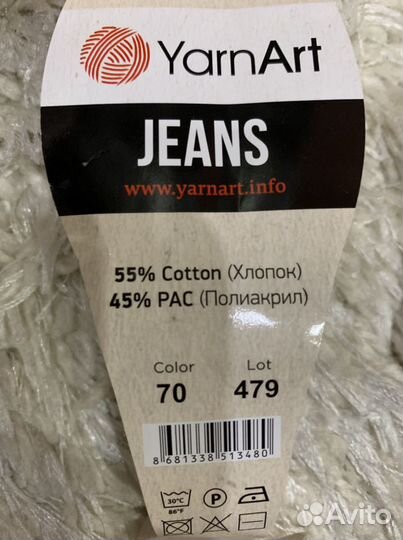 YarnArt
JEANS
www.yarnart.info
55% Cotton (Хлопок)
45% PAC (Полиакрил)
Color Lot
70 479
8 681338 513480
30°C P
86°F
Avito